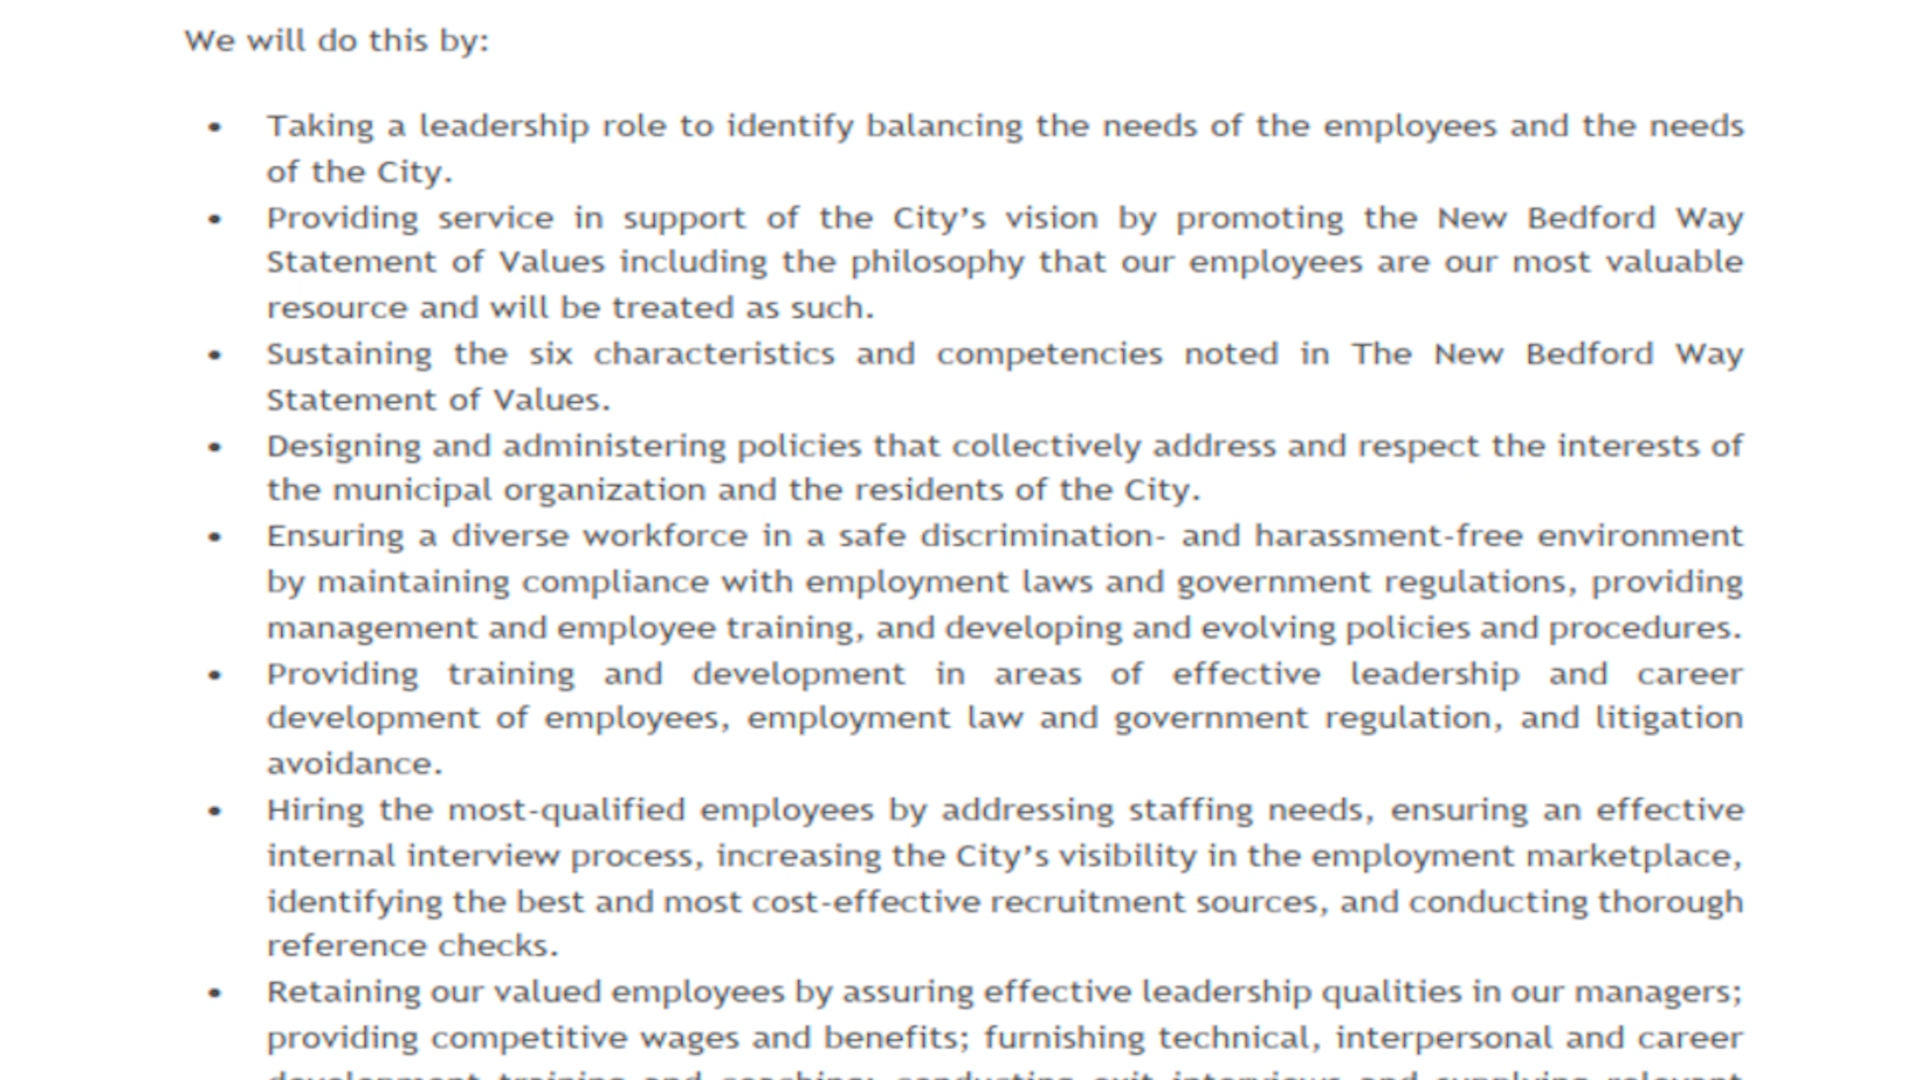 We will do this by:
• Taking a leadership role to identify balancing the needs of the employees and the needs
of the City.
• Providing service in support of the City’s vision by promoting the New Bedford Way
Statement of Values including the philosophy that our employees are our most valuable
resource and will be treated as such.
• Sustaining the six characteristics and competencies noted in The New Bedford Way
Statement of Values.
• Designing and administering policies that collectively address and respect the interests of
the municipal organization and the residents of the City.
• Ensuring a diverse workforce in a safe discrimination- and harassment-free environment
by maintaining compliance with employment laws and government regulations, providing
management and employee training, and developing and evolving policies and procedures.
• Providing training and development in areas of effective leadership and career
development of employees, employment law and government regulation, and litigation
avoidance.
• Hiring the most-qualified employees by addressing staffing needs, ensuring an effective
internal interview process, increasing the City’s visibility in the employment marketplace,
identifying the best and most cost-effective recruitment sources, and conducting thorough
reference checks.
• Retaining our valued employees by assuring effective leadership qualities in our managers;
providing competitive wages and benefits; furnishing technical, interpersonal and career
development training and coaching; conducting exit interviews and supplying relevant